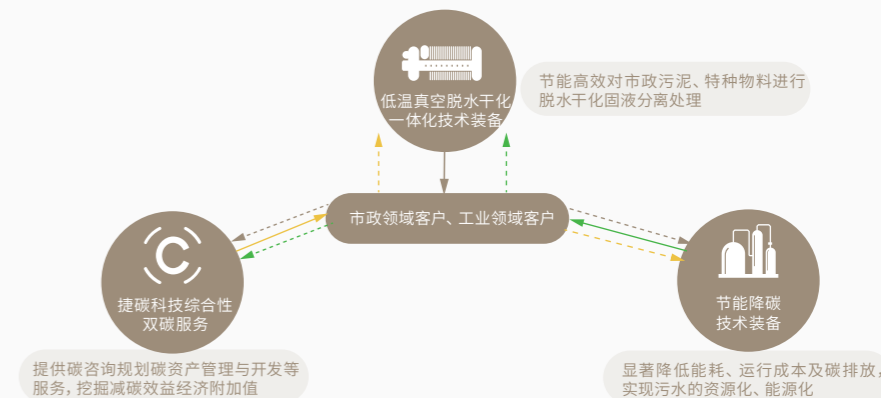 低温真空脱水干化
一体化技术装备
节能高效对市政污泥、特种物料进行
脱水干化固液分离处理
市政领域客户、工业领域客户
C
捷碳科技综合性
双碳服务
节能降碳
技术装备
提供碳咨询规划碳资产管理与开发等
服务，挖掘减碳效益经济附加值
显著降低能耗、运行成本及碳排放，
实现污水的资源化、能源化